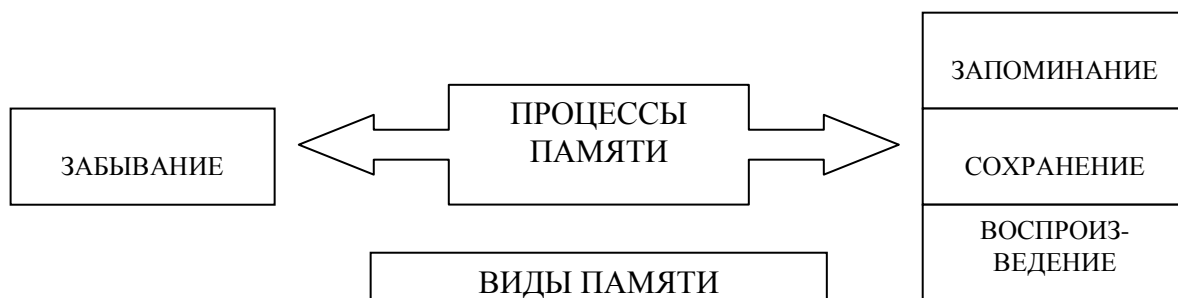 ЗАБЫВАНИЕ
ПРОЦЕССЫ
ПАМЯТИ
ЗАПОМИНАНИЕ
СОХРАНЕНИЕ
ВОСПРОИЗ-
ВЕДЕНИЕ
ВИДЫ ПАМЯТИ